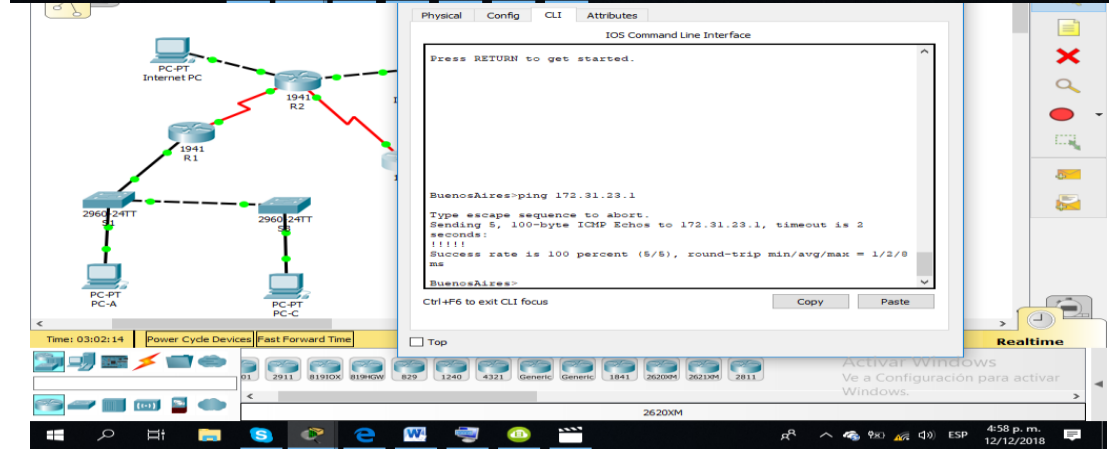 Physical Config CLI Attributes
IOS Command Line Interface
Press RETURN to get started.
BuenosAires>ping 172.31.23.1
Type escape sequence to abort.
Sending 5, 100-byte ICMP Echos to 172.31.23.1, timeout is 2
seconds:
!!!!!
Success rate is 100 percent (5/5), round-trip min/avg/max = 1/2/8
ms
BuenosAires>
Ctrl+F6 to exit CLI focus
Copy
Paste
Top
PC-PT
Internet PC
1941
R2
1941
R1
2960-24TT
S1
2960-24TT
PC-PT
PC-A
PC-PT
PC-C
Time: 03:02:14
Power Cycle Devices
Fast Forward Time
Realtime
2911
819IOX
819HGW
829
1240
4321
Generic
Generic
1841
2620XM
2621XM
2811
Activar Windows
Ve a Configuración para activar
Windows.
2620XM
ESP
4:58 p. m.
12/12/2018